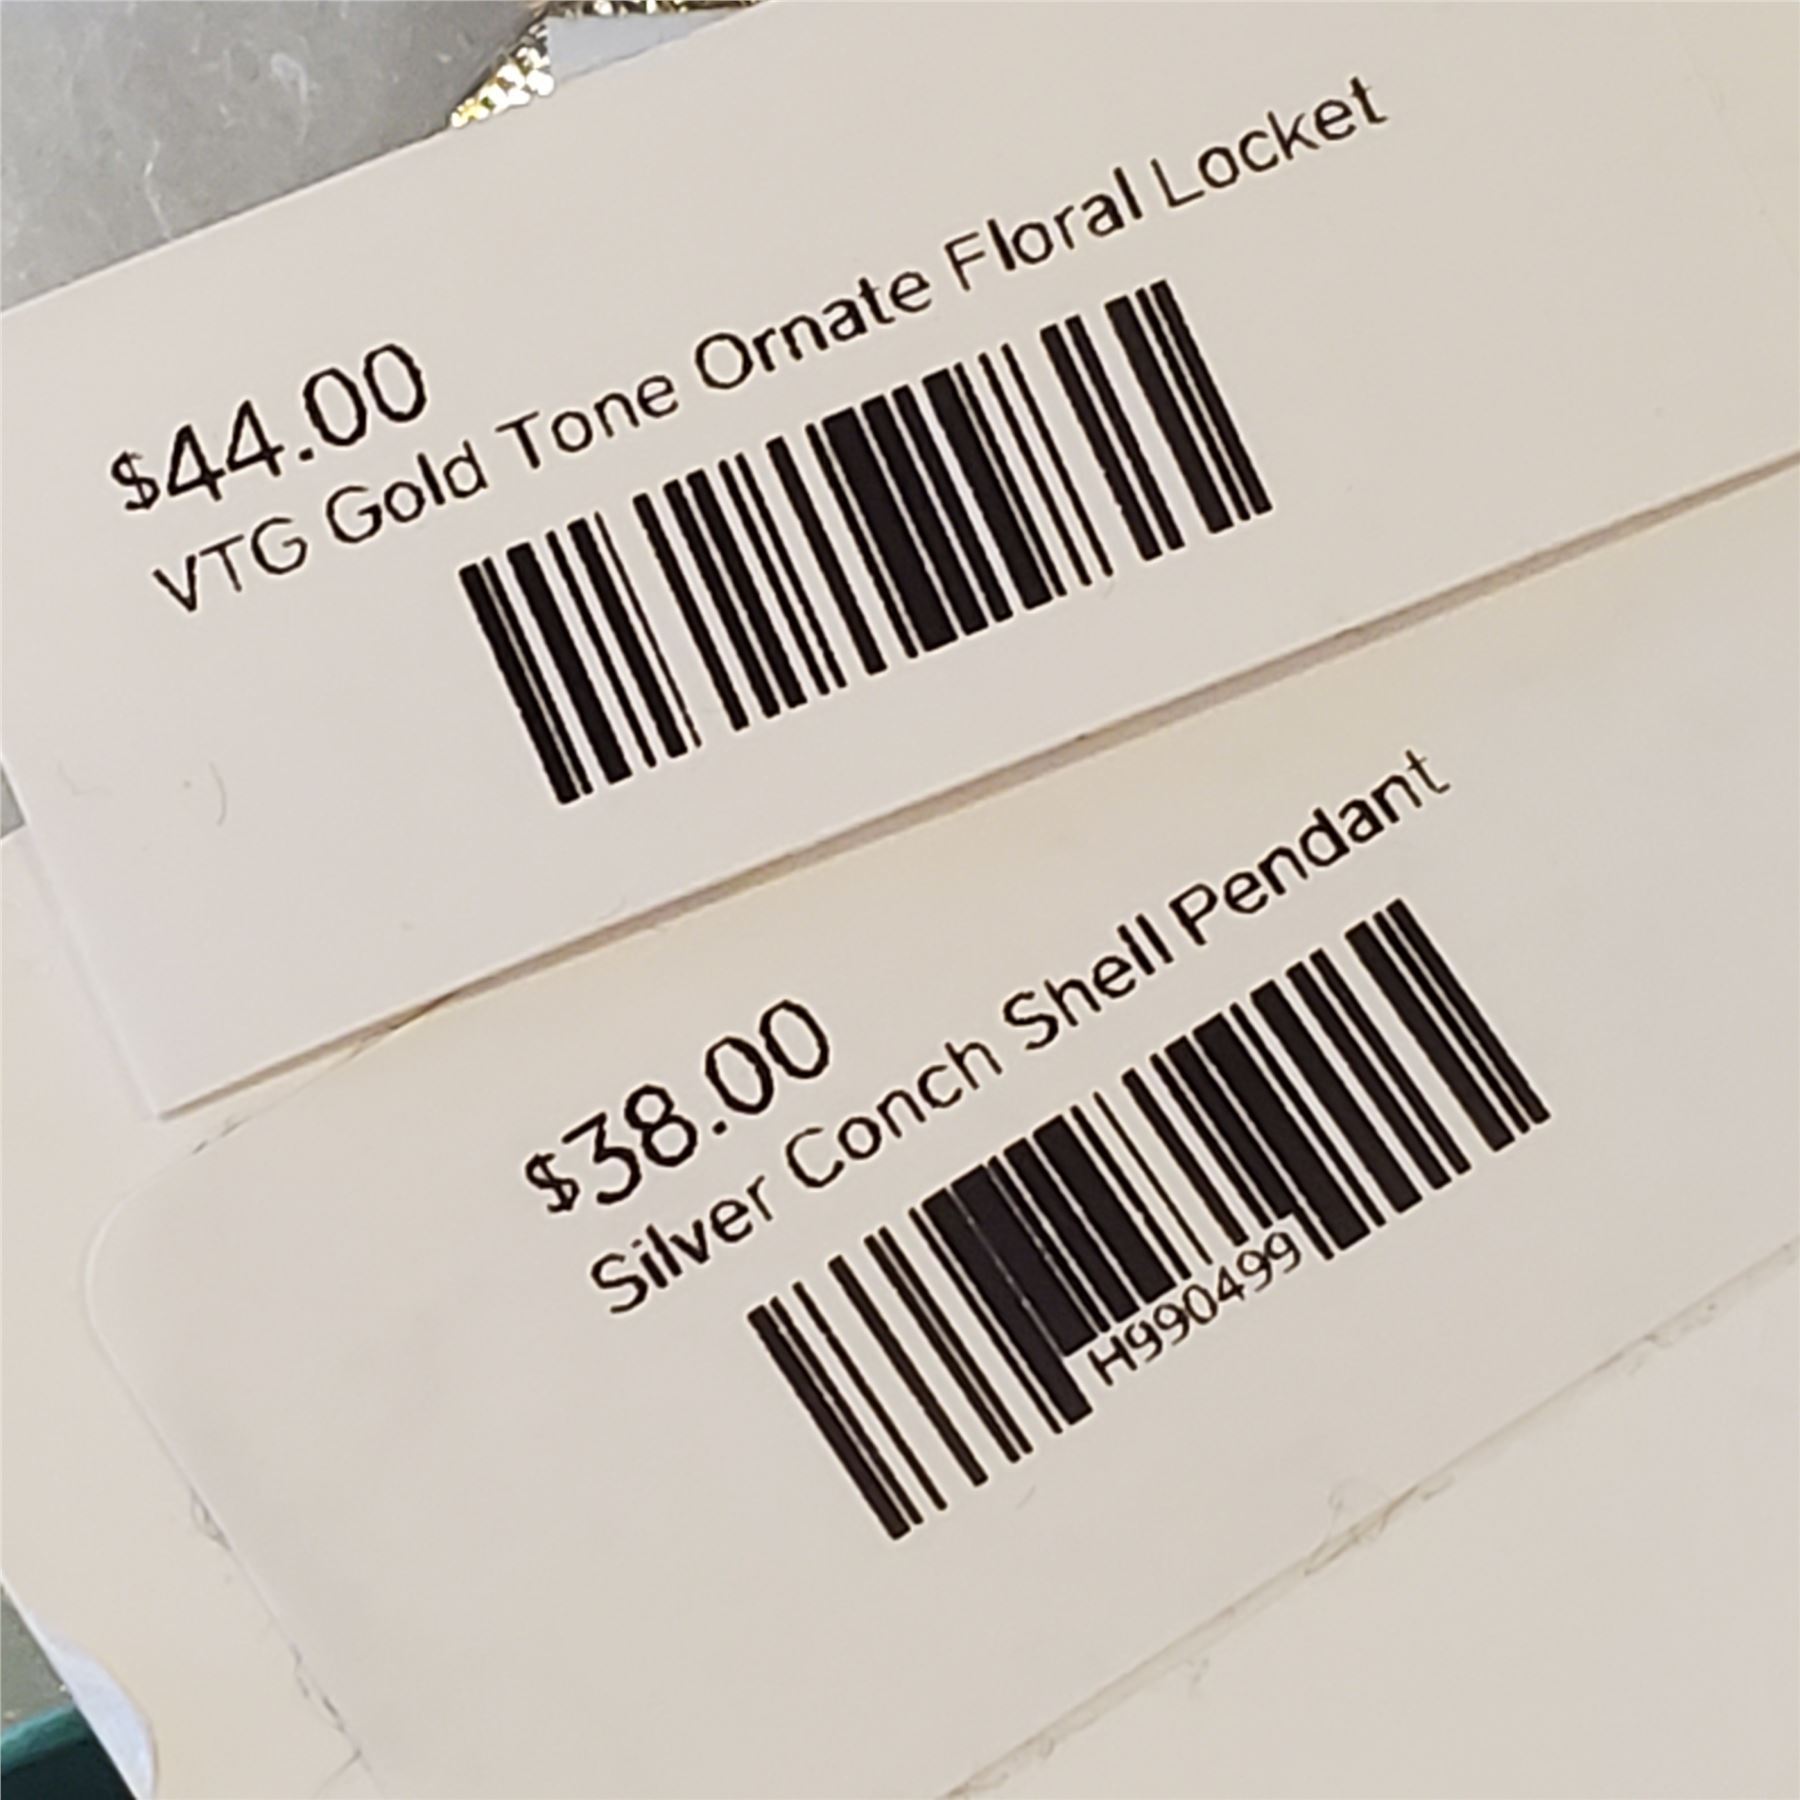 $44.00
VTG Gold Tone Ornate Floral Locket
$38.00
Silver Conch Shell Pendant
H990499